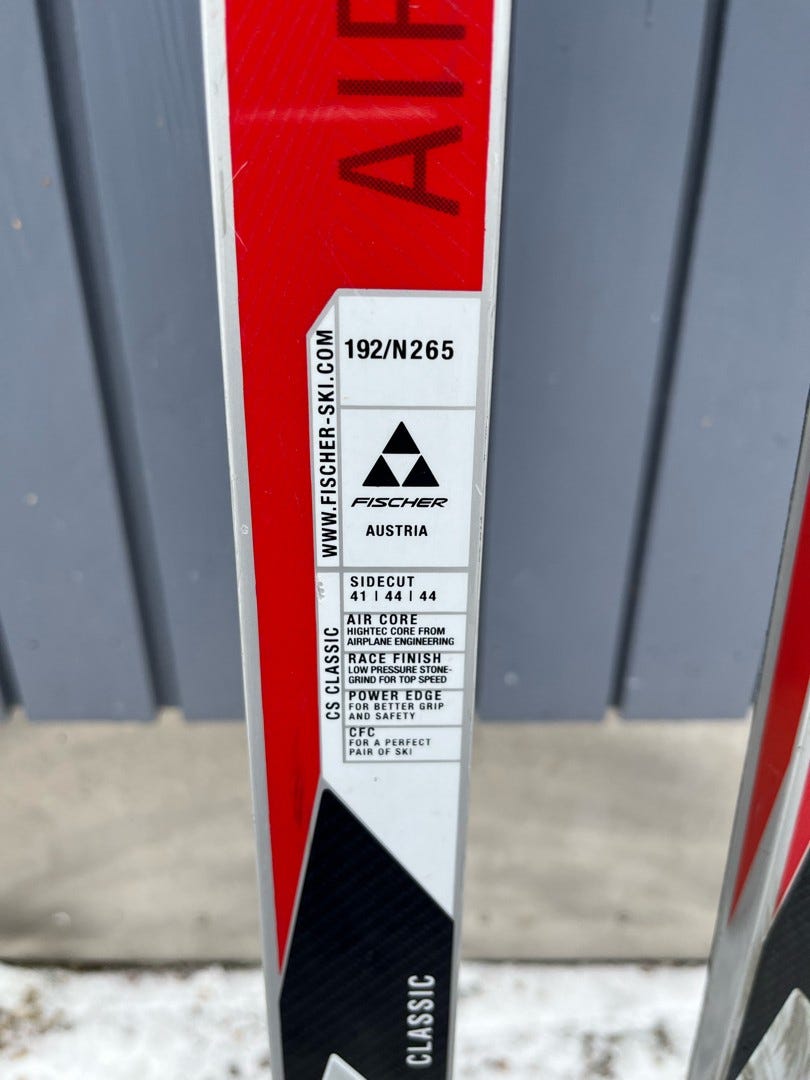 AIR
192/N265
WWW.FISCHER-SKI.COM
FISCHER
AUSTRIA
CS CLASSIC
SIDECUT
41 | 44 | 44
AIR CORE
HIGHTEC CORE FROM
AIRPLANE ENGINEERING
RACE FINISH
LOW PRESSURE STONE-
GRIND FOR TOP SPEED
POWER EDGE
FOR BETTER GRIP
AND SAFETY
CFC
FOR A PERFECT
PAIR OF SKI
CLASSIC